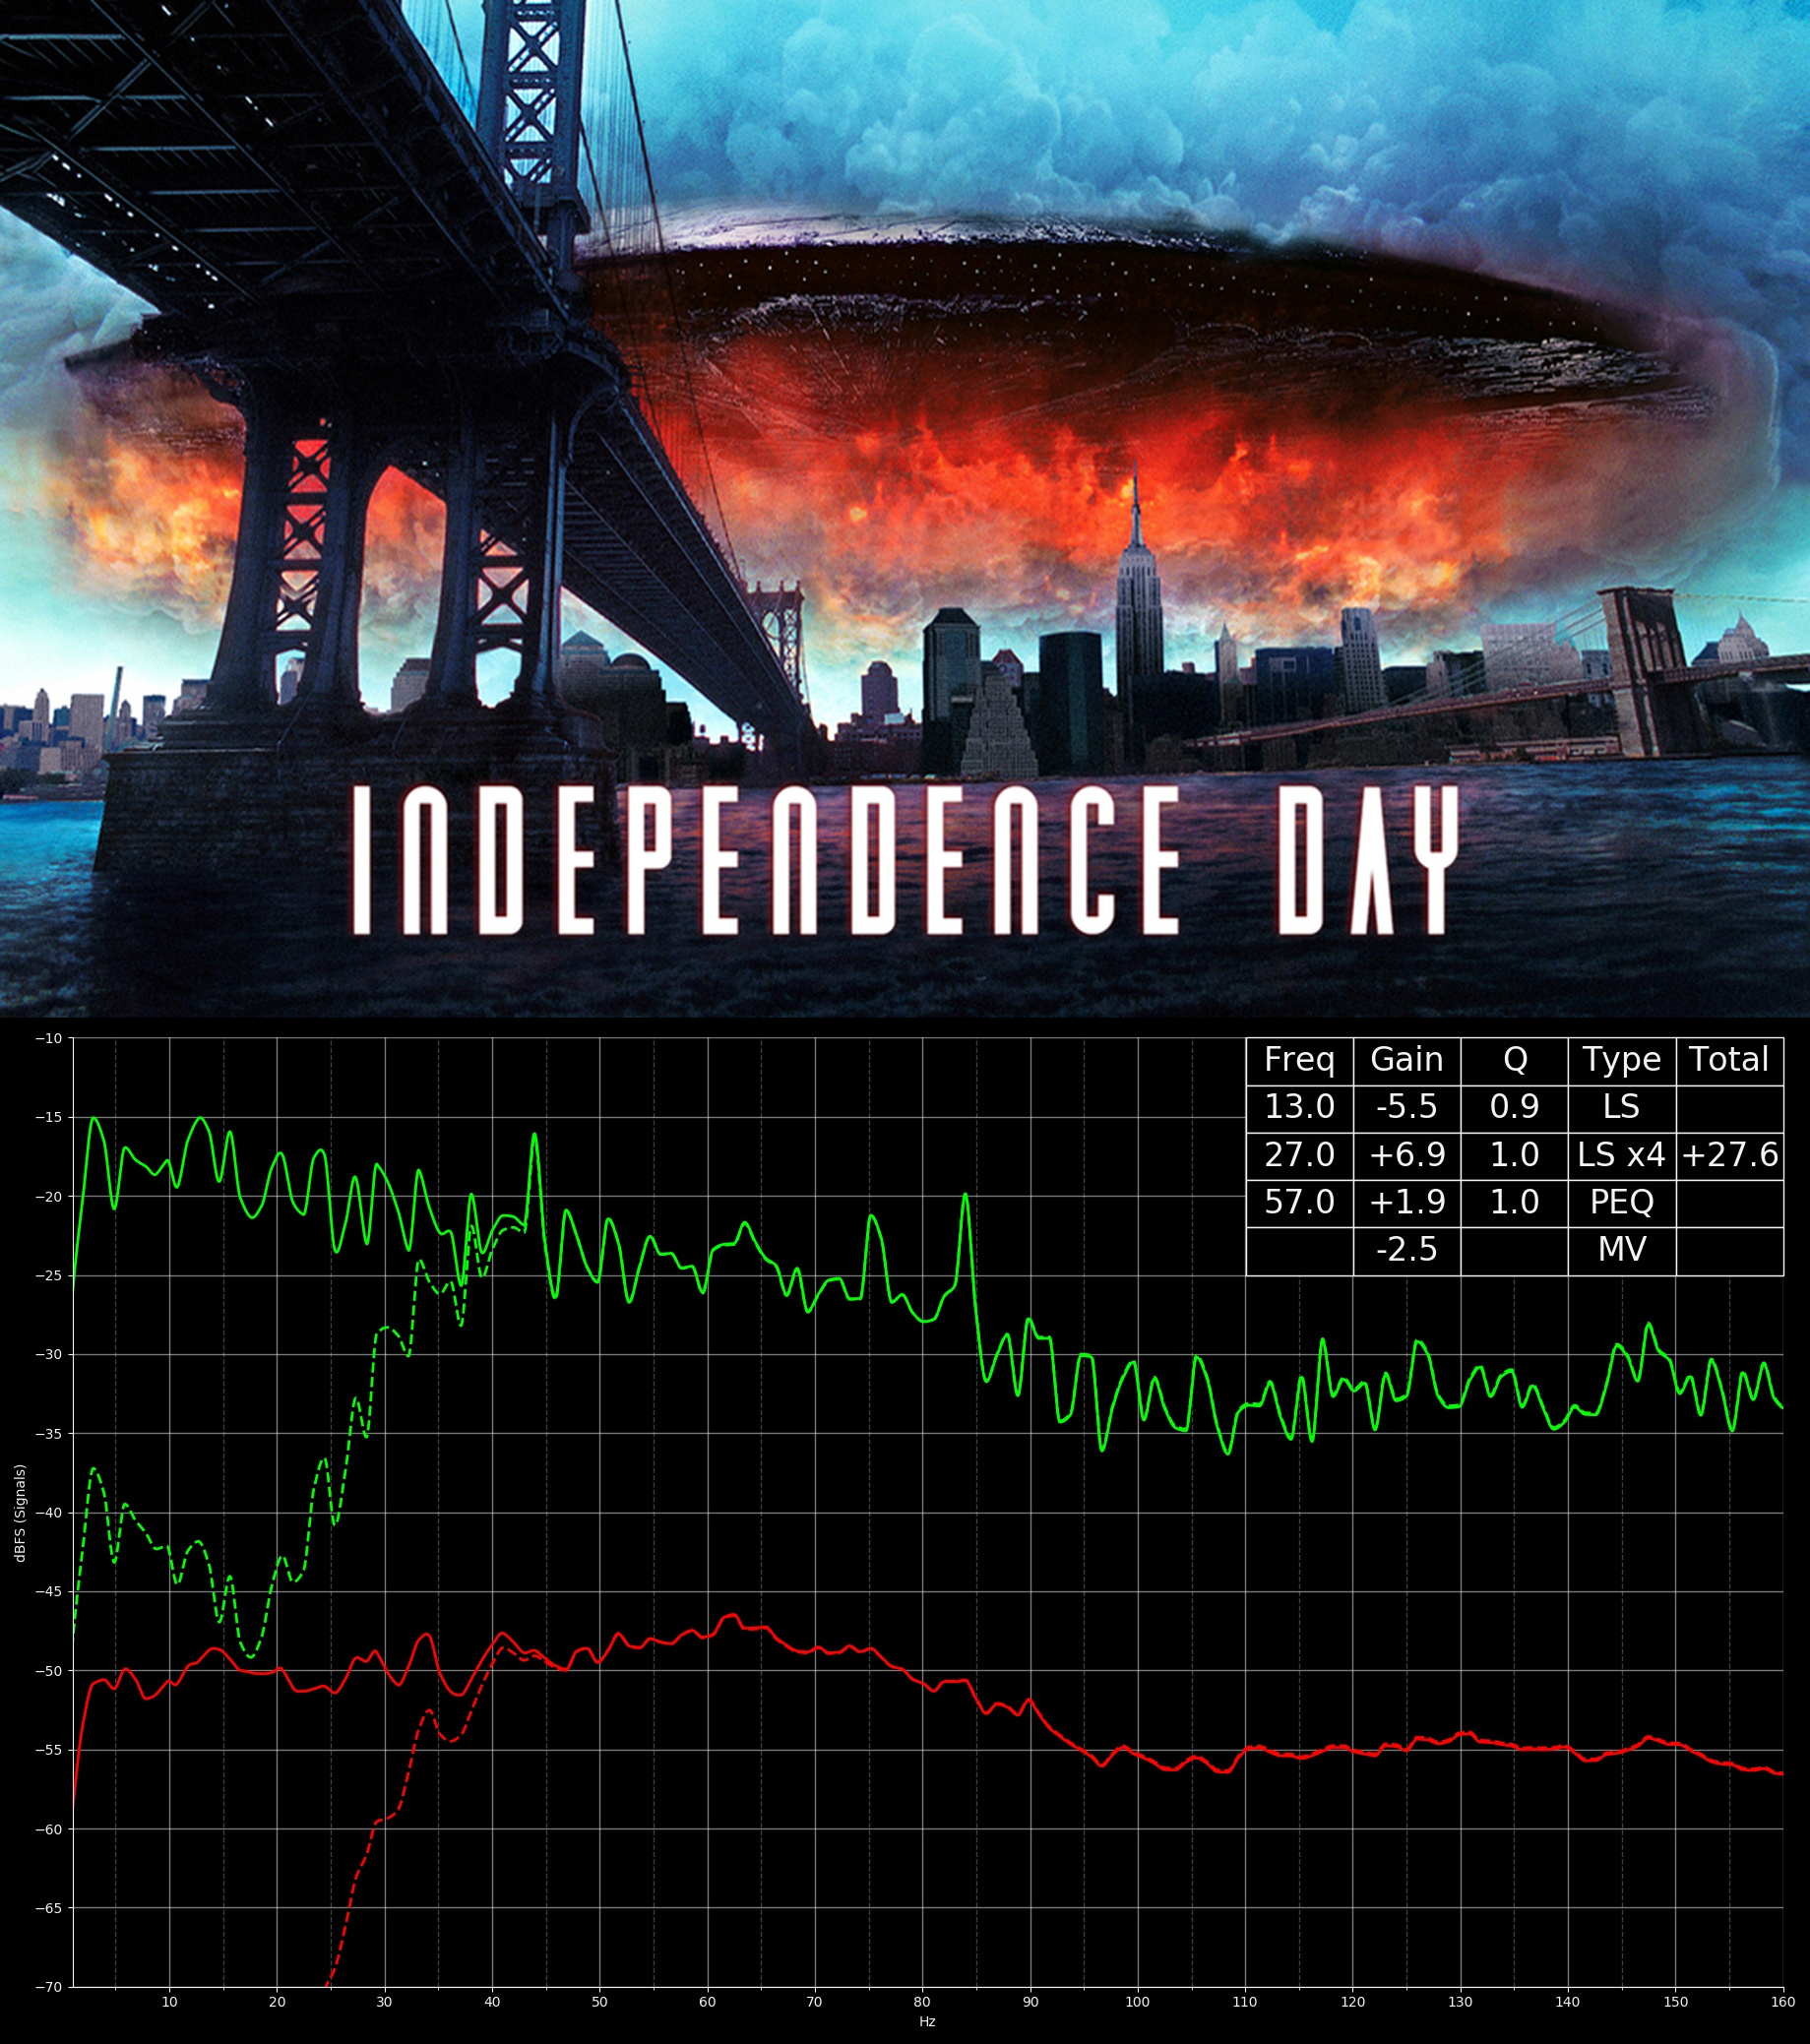 INDEPENDENCE DAY
Freq Gain Q Type Total
13.0 -5.5 0.9 LS
27.0 +6.9 1.0 LS x4 +27.6
57.0 +1.9 1.0 PEQ
-2.5 MV
−10
−15
−20
−25
−30
−35
−40
−45
−50
−55
−60
−65
−70
dBFS (Signals)
10 20 30 40 50 60 70 80 90 100 110 120 130 140 150 160
Hz